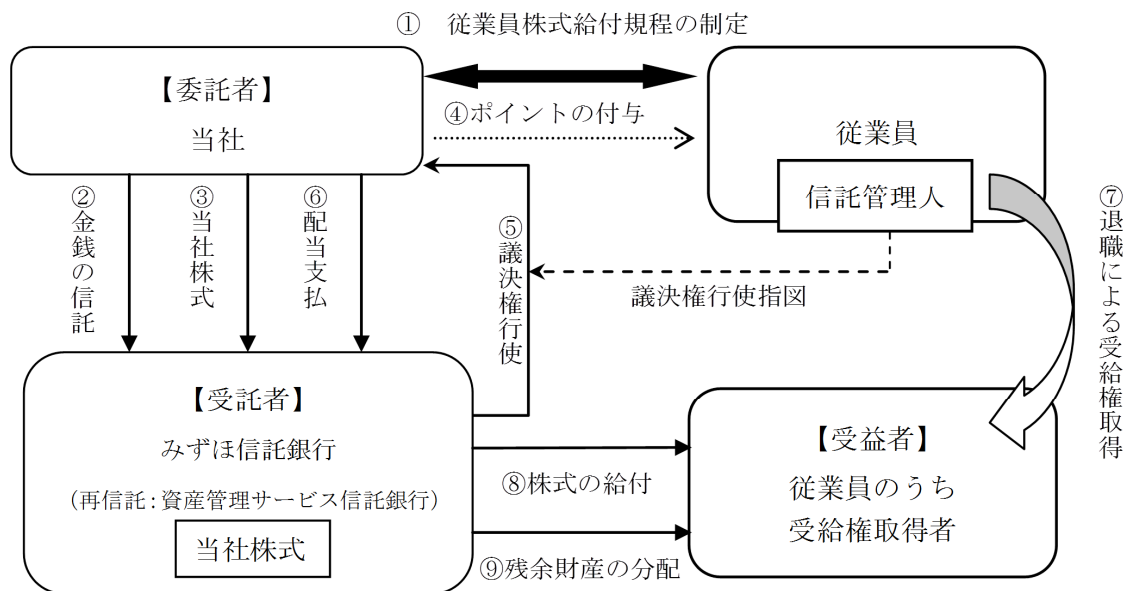 ① 従業員株式給付規程の制定
【委託者】
当社
④ポイントの付与
従業員
信託管理人
②金銭の信託
③当社株式
⑥配当支払
⑤議決権行使
議決権行使指図
⑦退職による受給権取得
【受託者】
みずほ信託銀行
(再信託:資産管理サービス信託銀行)
当社株式
⑧株式の給付
⑨残余財産の分配
【受益者】
従業員のうち
受給権取得者